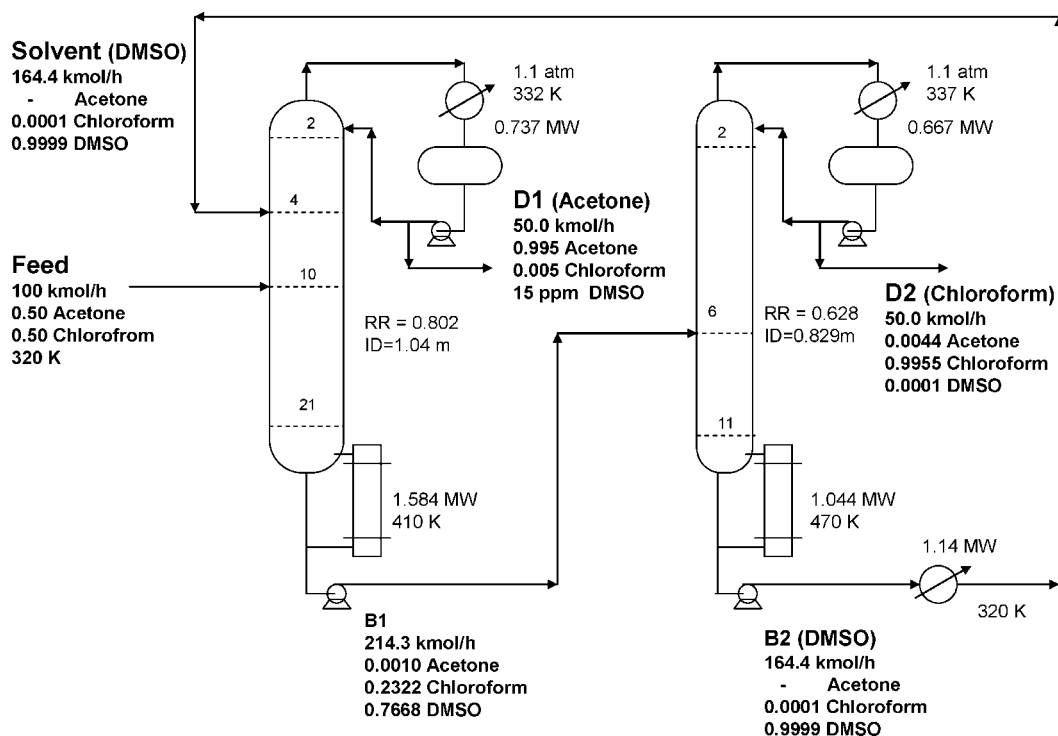 Solvent (DMSO)
164.4 kmol/h
- Acetone
0.0001 Chloroform
0.9999 DMSO
Feed
100 kmol/h
0.50 Acetone
0.50 Chlorofrom
320 K
2
4
10
21
1.1 atm
332 K
0.737 MW
D1 (Acetone)
50.0 kmol/h
0.995 Acetone
0.005 Chloroform
15 ppm DMSO
RR = 0.802
ID=1.04 m
1.584 MW
410 K
B1
214.3 kmol/h
0.0010 Acetone
0.2322 Chloroform
0.7668 DMSO
2
6
11
1.1 atm
337 K
0.667 MW
D2 (Chloroform)
50.0 kmol/h
0.0044 Acetone
0.9955 Chloroform
0.0001 DMSO
RR = 0.628
ID=0.829m
1.044 MW
470 K
1.14 MW
320 K
B2 (DMSO)
164.4 kmol/h
- Acetone
0.0001 Chloroform
0.9999 DMSO